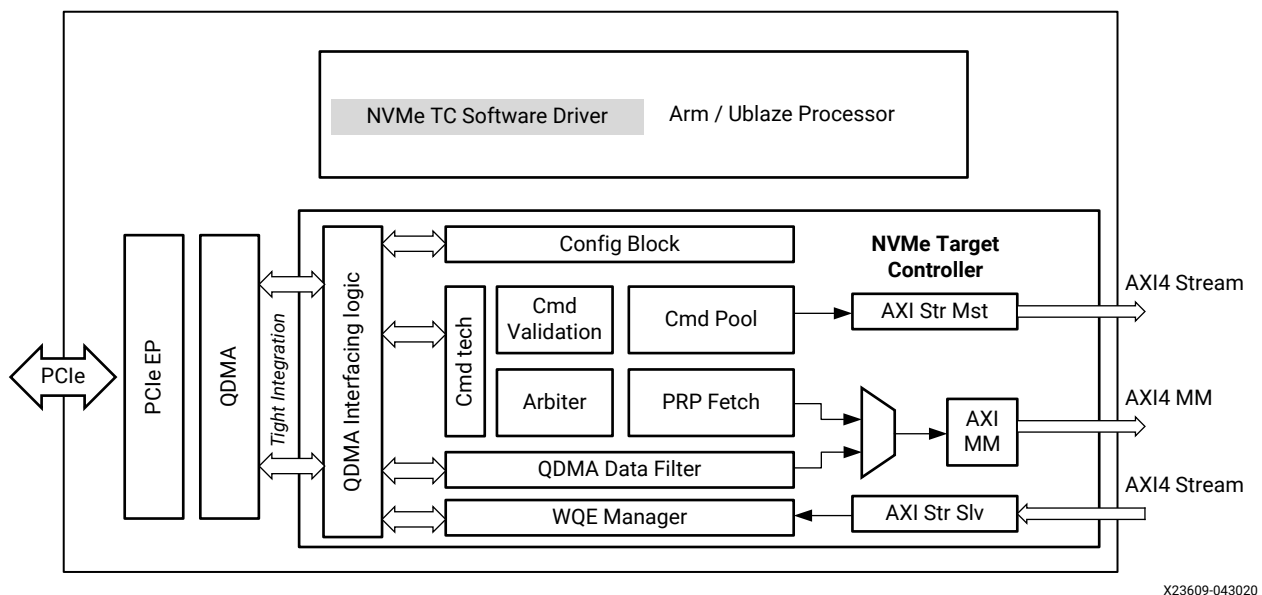 NVMe TC Software Driver
Arm / Ublaze Processor
PCIe
PCIe EP
QDMA
Tight Integration
QDMA Interfacing logic
Config Block
NVMe Target
Controller
Cmd tech
Cmd
Validation
Cmd Pool
AXI Str Mst
AXI4 Stream
Arbiter
PRP Fetch
AXI
MM
AXI4 MM
QDMA Data Filter
WQE Manager
AXI Str Slv
AXI4 Stream
X23609-043020